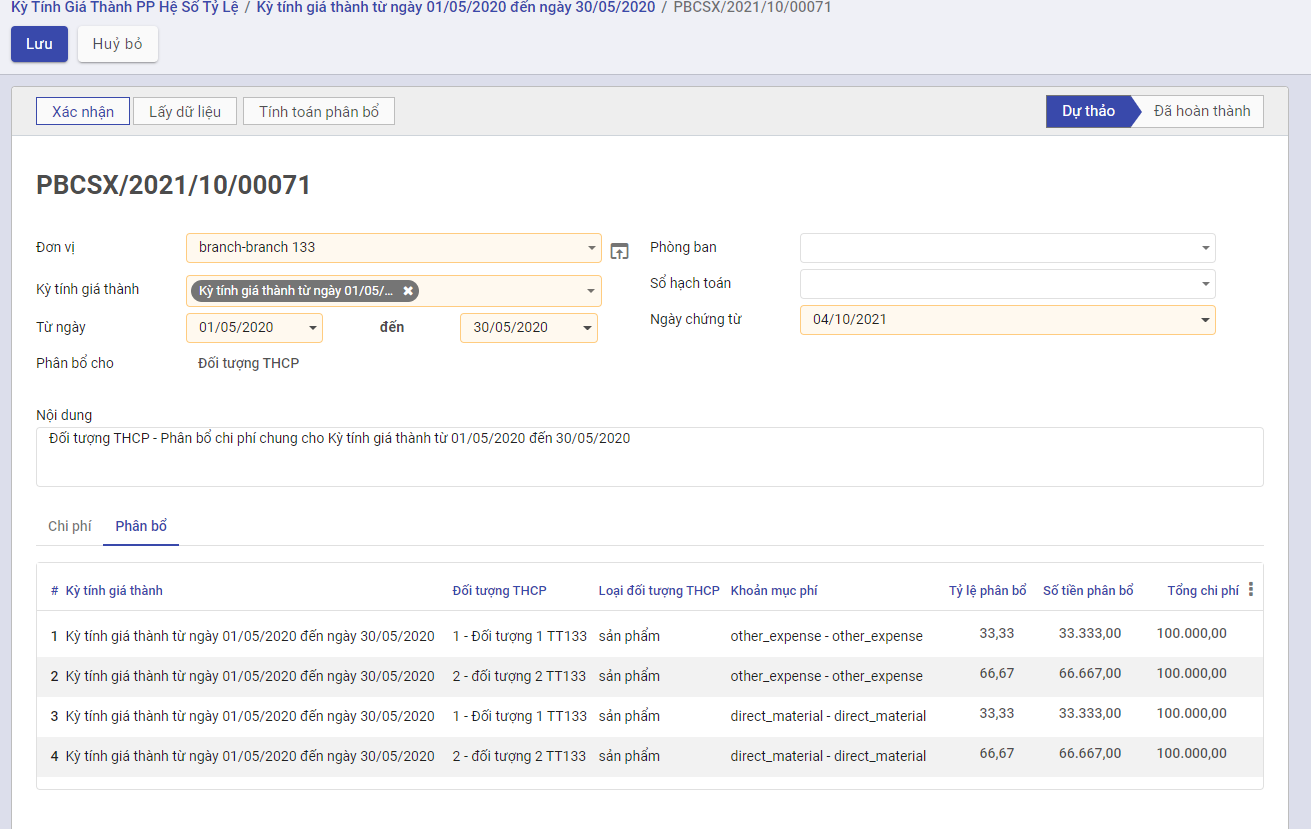 Kỳ Tính Giá Thành PP Hệ Số Tỷ Lệ / Kỳ tính giá thành từ ngày 01/05/2020 đến ngày 30/05/2020 / PBCSX/2021/10/00071
Lưu Huỷ bỏ
Xác nhận Lấy dữ liệu Tính toán phân bổ Dự thảo Đã hoàn thành
PBCSX/2021/10/00071
Đơn vị branch-branch 133 Phòng ban
Kỳ tính giá thành Kỳ tính giá thành từ ngày 01/05/... Sổ hạch toán
Từ ngày 01/05/2020 đến 30/05/2020 Ngày chứng từ 04/10/2021
Phân bổ cho Đối tượng THCP
Nội dung
Đối tượng THCP - Phân bổ chi phí chung cho Kỳ tính giá thành từ 01/05/2020 đến 30/05/2020
Chi phí Phân bổ
# Kỳ tính giá thành Đối tượng THCP Loại đối tượng THCP Khoản mục phí Tỷ lệ phân bổ Số tiền phân bổ Tổng chi phí
1 Kỳ tính giá thành từ ngày 01/05/2020 đến ngày 30/05/2020 1 - Đối tượng 1 TT133 sản phẩm other_expense - other_expense 33,33 33.333,00 100.000,00
2 Kỳ tính giá thành từ ngày 01/05/2020 đến ngày 30/05/2020 2 - đối tượng 2 TT133 sản phẩm other_expense - other_expense 66,67 66.667,00 100.000,00
3 Kỳ tính giá thành từ ngày 01/05/2020 đến ngày 30/05/2020 1 - Đối tượng 1 TT133 sản phẩm direct_material - direct_material 33,33 33.333,00 100.000,00
4 Kỳ tính giá thành từ ngày 01/05/2020 đến ngày 30/05/2020 2 - đối tượng 2 TT133 sản phẩm direct_material - direct_material 66,67 66.667,00 100.000,00